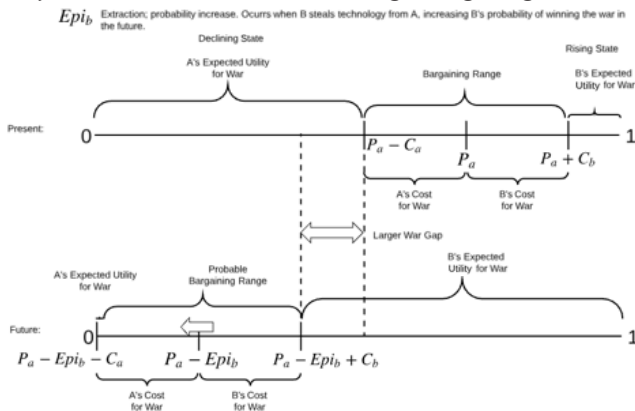 Epi_b Extraction; probability increase. Ocurrs when B steals technology from A, increasing B's probability of winning the war in
the future.
Declining State
Rising State
A's Expected Utility
for War
Bargaining Range
B's Expected
Utility for War
Present:
0
1
P_a − C_a
P_a
P_a + C_b
A's Cost
for War
B's Cost
for War
Larger War Gap
A's Expected Utility
for War
Probable
Bargaining Range
B's Expected
Utility for War
Future:
0
1
P_a − Epi_b − C_a
P_a − Epi_b
P_a − Epi_b + C_b
A's Cost
for War
B's Cost
for War